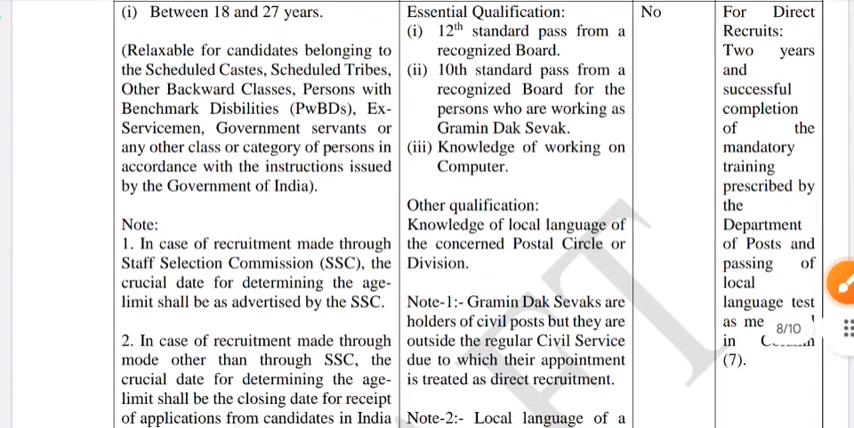 (i) Between 18 and 27 years.
(Relaxable for candidates belonging to
the Scheduled Castes, Scheduled Tribes,
Other Backward Classes, Persons with
Benchmark Disbilities (PwBDs), Ex-
Servicemen, Government servants or
any other class or category of persons in
accordance with the instructions issued
by the Government of India).
Note:
1. In case of recruitment made through
Staff Selection Commission (SSC), the
crucial date for determining the age-
limit shall be as advertised by the SSC.
2. In case of recruitment made through
mode other than through SSC, the
crucial date for determining the age-
limit shall be the closing date for receipt
of applications from candidates in India
Essential Qualification:
(i) 12th standard pass from a
recognized Board.
(ii) 10th standard pass from a
recognized Board for the
persons who are working as
Gramin Dak Sevak.
(iii) Knowledge of working on
Computer.
Other qualification:
Knowledge of local language of
the concerned Postal Circle or
Division.
Note-1:- Gramin Dak Sevaks are
holders of civil posts but they are
outside the regular Civil Service
due to which their appointment
is treated as direct recruitment.
Note-2:- Local language of a
No
For Direct
Recruits:
Two years
and
successful
completion
of the
mandatory
training
prescribed by
the
Department
of Posts and
passing of
local
language test
as me
in
(7).
8/10
FT